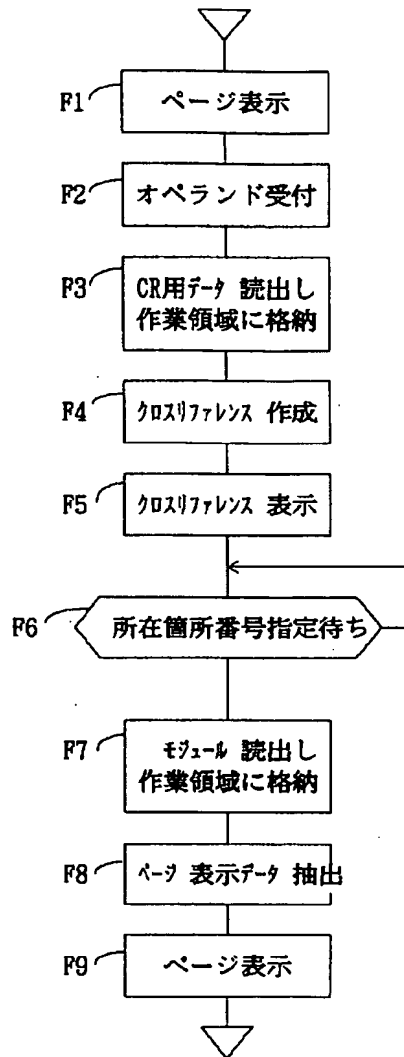 F1 ページ表示
F2 オペランド受付
F3 CR用ﾃﾞｰﾀ 読出し
作業領域に格納
F4 ｸﾛｽﾘﾌｧﾚﾝｽ 作成
F5 ｸﾛｽﾘﾌｧﾚﾝｽ 表示
F6 所在箇所番号指定待ち
F7 ﾓｼﾞｭｰﾙ 読出し
作業領域に格納
F8 ﾍﾟｰｼﾞ 表示ﾃﾞｰﾀ 抽出
F9 ページ表示